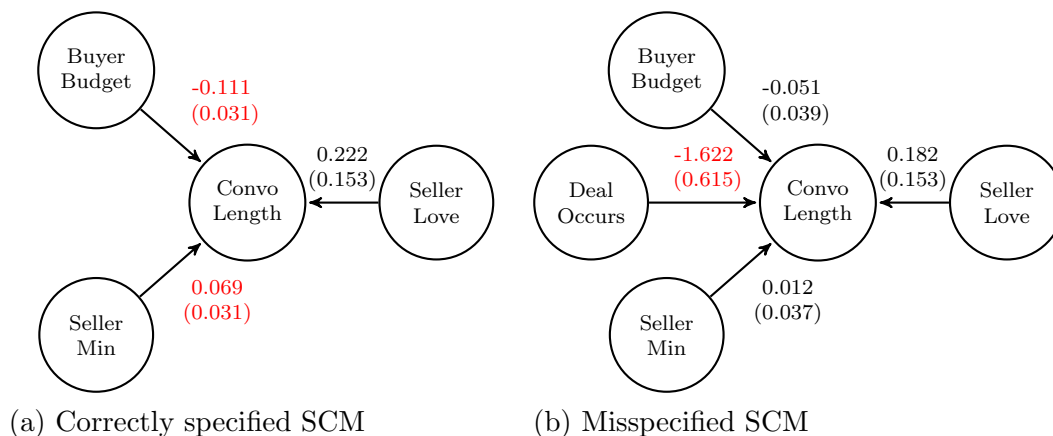 Buyer
Budget
-0.111
(0.031)
Convo
Length
0.222
(0.153)
Seller
Love
0.069
(0.031)
Seller
Min
(a) Correctly specified SCM
Buyer
Budget
-0.051
(0.039)
Deal
Occurs
-1.622
(0.615)
Convo
Length
0.182
(0.153)
Seller
Love
0.012
(0.037)
Seller
Min
(b) Misspecified SCM